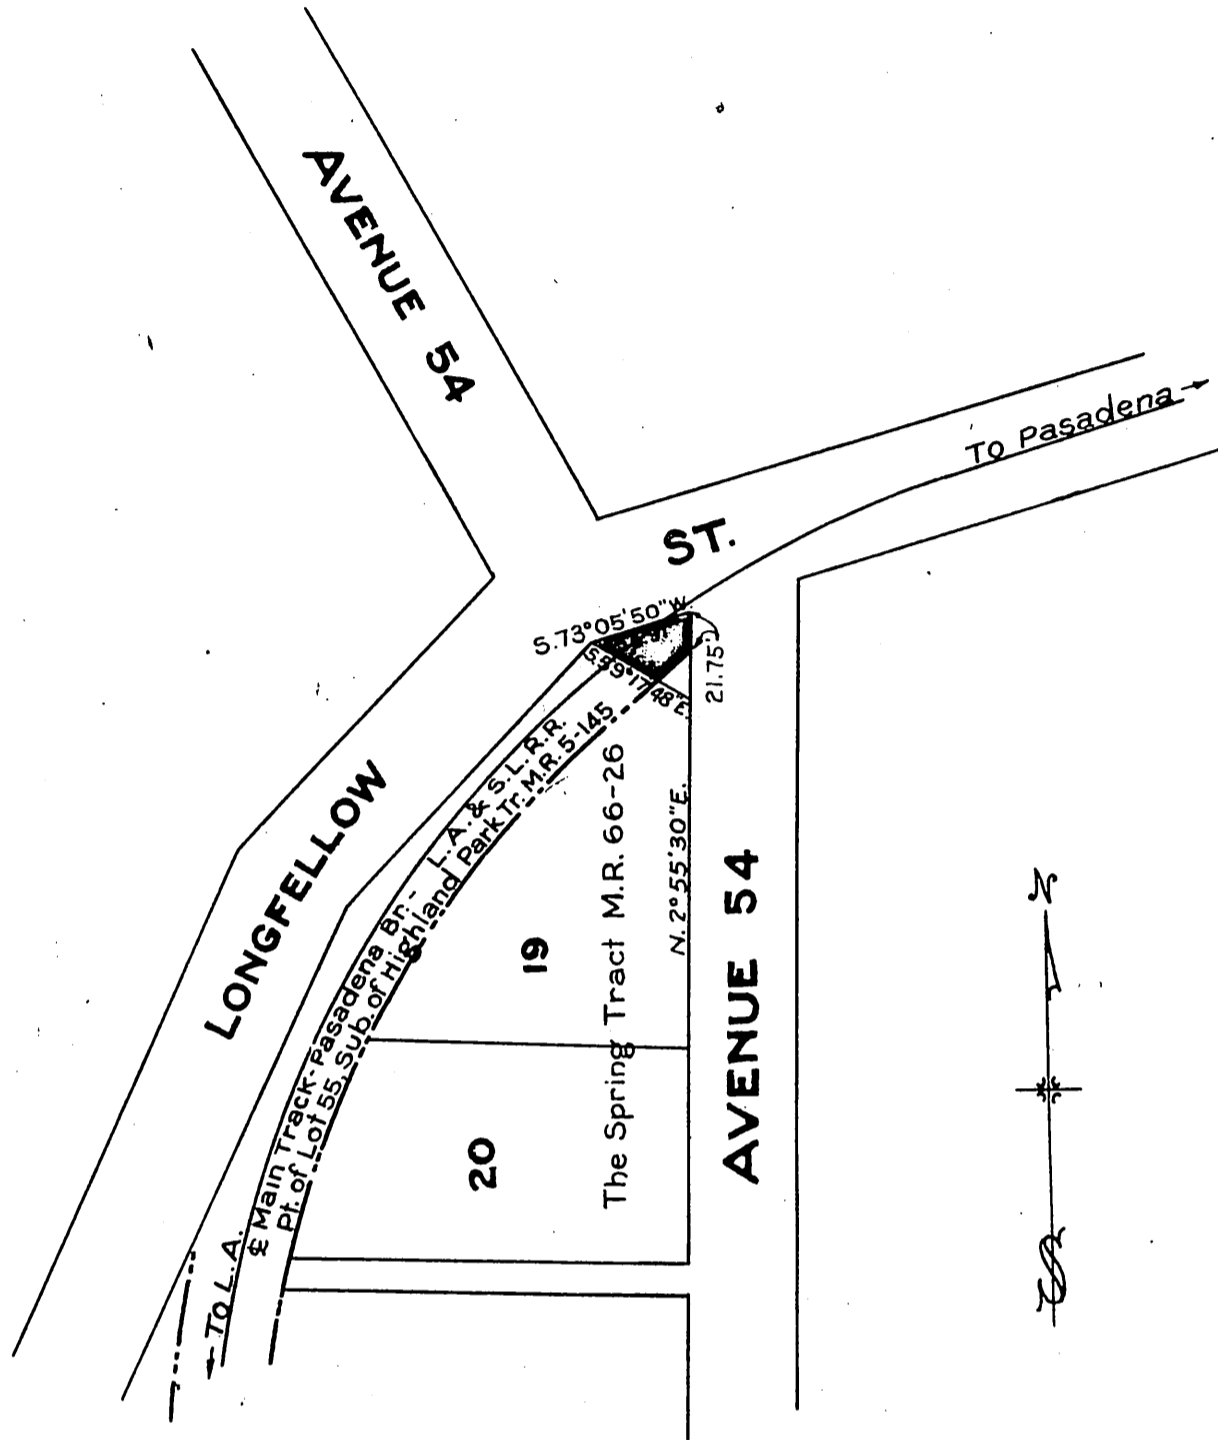 AVENUE 54
To Pasadena
ST.
S.73°05'50"W.
S.59°17'48"E.
21.75'
LONGFELLOW
℄ Main Track-Pasadena Br.- L.A. & S.L.R.R.
Pt. of Lot 55, Sub. of Highland Park Tr. M.R. 5-145
The Spring Tract M.R. 66-26
N. 2°55'30"E.
19
AVENUE 54
20
To L.A.
N
S